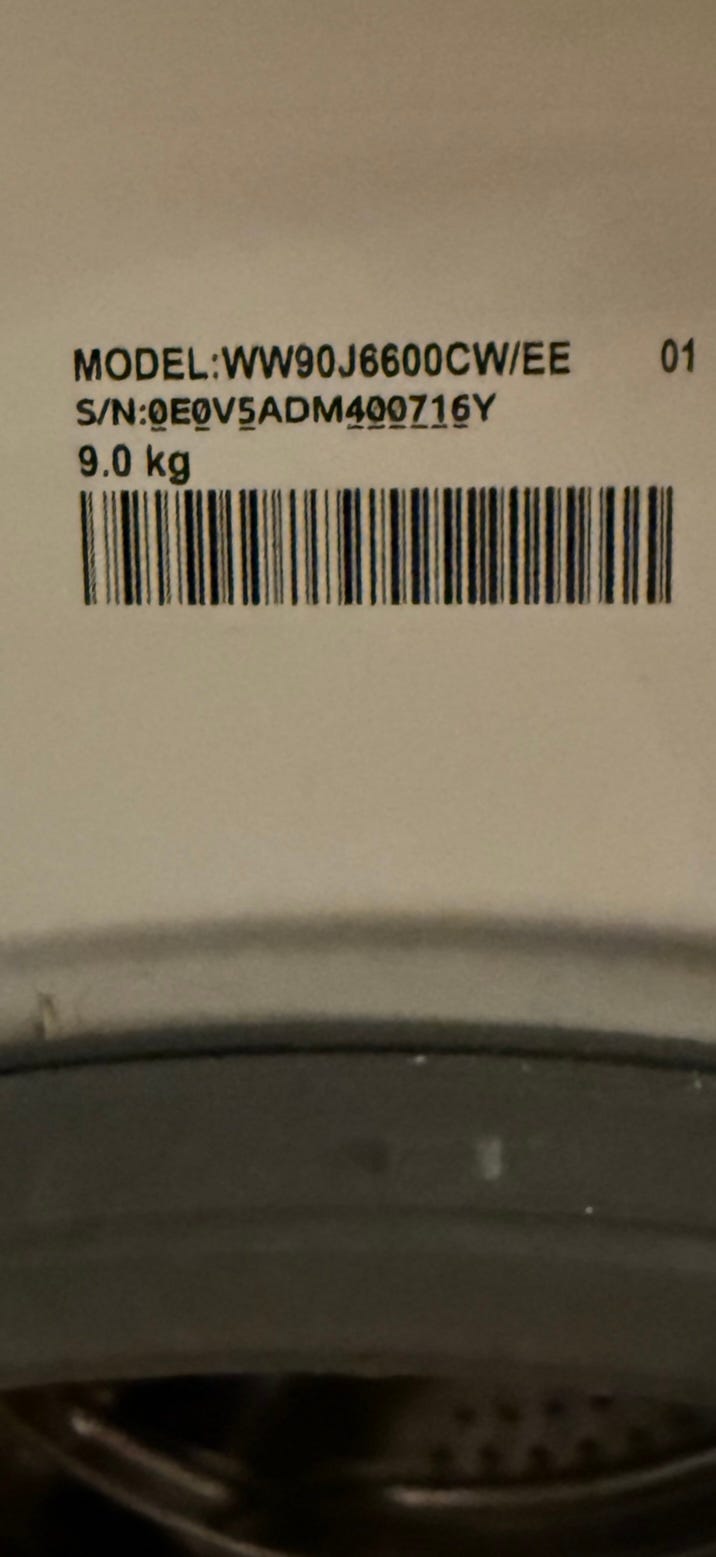 MODEL:WW90J6600CW/EE 01
S/N:0E0V5ADM400716Y
9.0 kg